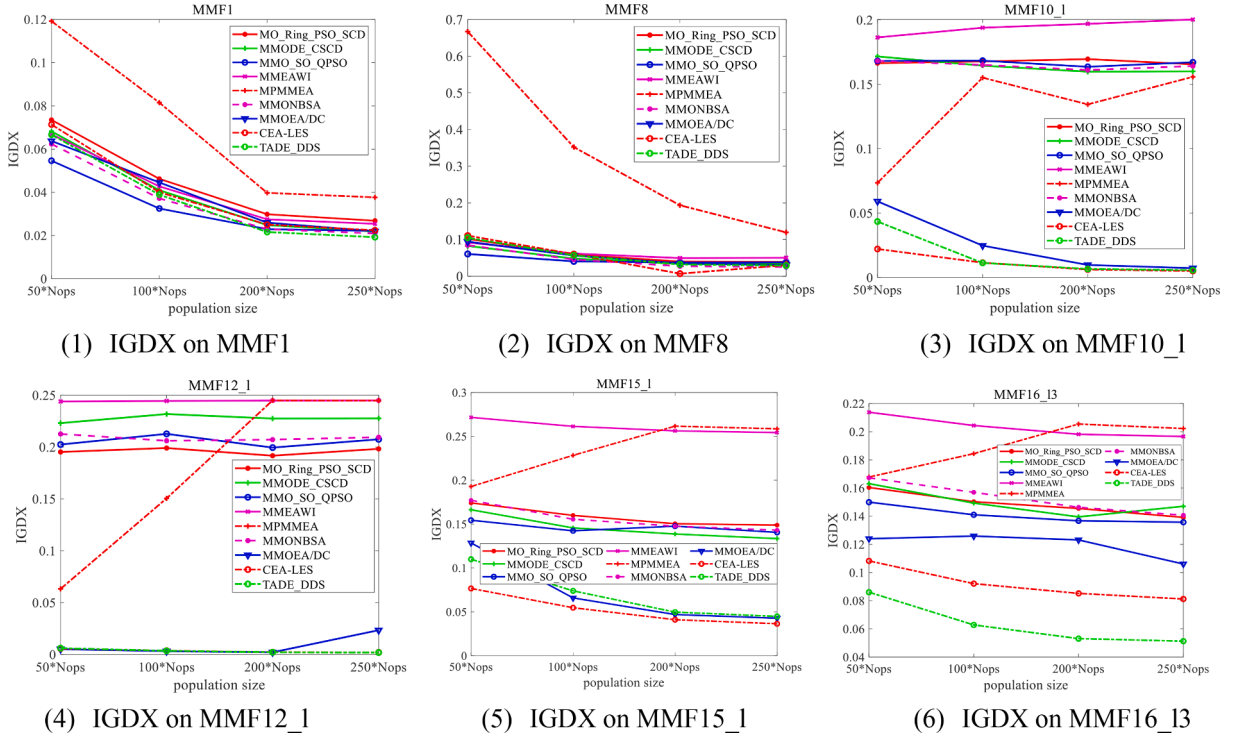 MMF1
0.12
0.1
0.08
0.06
0.04
0.02
0
IGDX
MO_Ring_PSO_SCD
MMODE_CSCD
MMO_SO_QPSO
MMEAWI
MPMMEA
MMONBSA
MMOEA/DC
CEA-LES
TADE_DDS
50*Nops 100*Nops 200*Nops 250*Nops
population size
(1) IGDX on MMF1
MMF8
0.7
0.6
0.5
0.4
0.3
0.2
0.1
0
IGDX
MO_Ring_PSO_SCD
MMODE_CSCD
MMO_SO_QPSO
MMEAWI
MPMMEA
MMONBSA
MMOEA/DC
CEA-LES
TADE_DDS
50*Nops 100*Nops 200*Nops 250*Nops
population size
(2) IGDX on MMF8
MMF10_l
0.2
0.15
0.1
0.05
0
IGDX
MO_Ring_PSO_SCD
MMODE_CSCD
MMO_SO_QPSO
MMEAWI
MPMMEA
MMONBSA
MMOEA/DC
CEA-LES
TADE_DDS
50*Nops 100*Nops 200*Nops 250*Nops
population size
(3) IGDX on MMF10_l
MMF12_l
0.25
0.2
0.15
0.1
0.05
0
IGDX
MO_Ring_PSO_SCD
MMODE_CSCD
MMO_SO_QPSO
MMEAWI
MPMMEA
MMONBSA
MMOEA/DC
CEA-LES
TADE_DDS
50*Nops 100*Nops 200*Nops 250*Nops
population size
(4) IGDX on MMF12_l
MMF15_l
0.3
0.25
0.2
0.15
0.1
0.05
0
IGDX
MO_Ring_PSO_SCD MMEAWI MMOEA/DC
MMODE_CSCD MPMMEA CEA-LES
MMO_SO_QPSO MMONBSA TADE_DDS
50*Nops 100*Nops 200*Nops 250*Nops
population size
(5) IGDX on MMF15_l
MMF16_l3
0.22
0.2
0.18
0.16
0.14
0.12
0.1
0.08
0.06
0.04
IGDX
MO_Ring_PSO_SCD MMONBSA
MMODE_CSCD MMOEA/DC
MMO_SO_QPSO CEA-LES
MMEAWI TADE_DDS
MPMMEA
50*Nops 100*Nops 200*Nops 250*Nops
population size
(6) IGDX on MMF16_l3